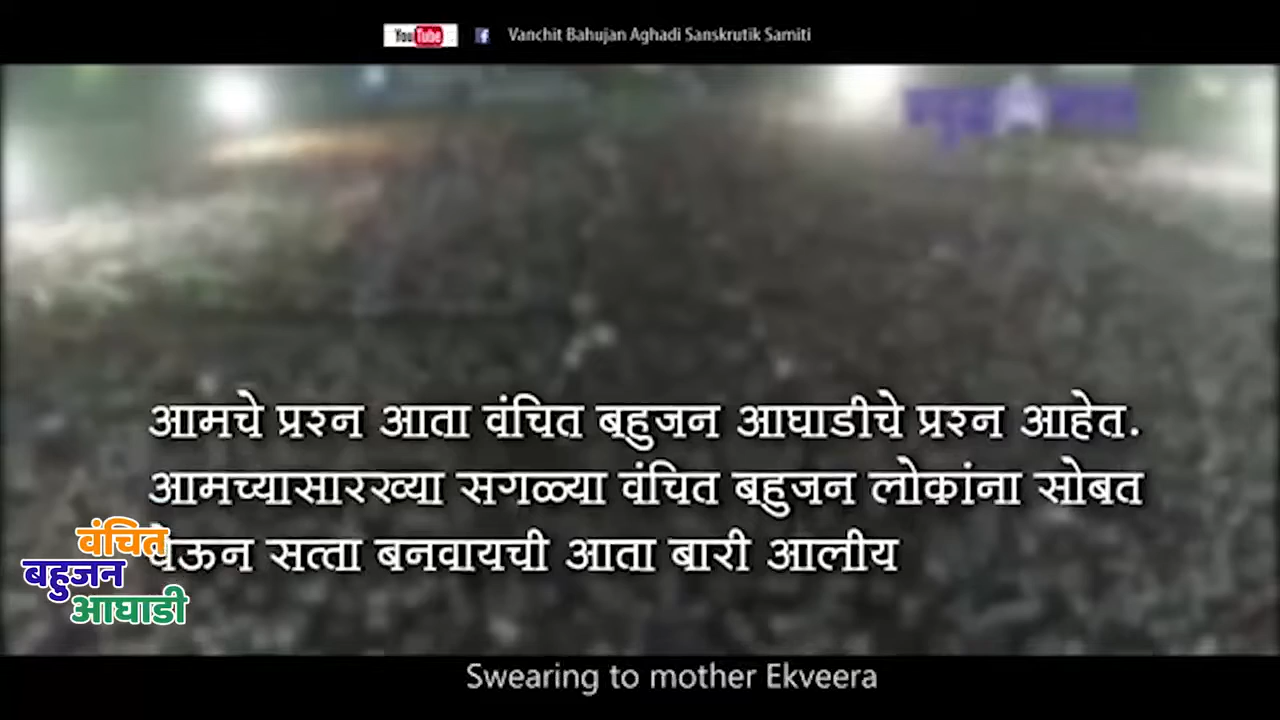 YouTube f Vanchit Bahujan Aghadi Sanskrutik Samiti
आमचे प्रश्न आता वंचित बहुजन आघाडीचे प्रश्न आहेत.
आमच्यासारख्या सगळ्या वंचित बहुजन लोकांना सोबत
घेऊन सत्ता बनवायची आता बारी आलीय
वंचित
बहुजन
आघाडी
Swearing to mother Ekveera